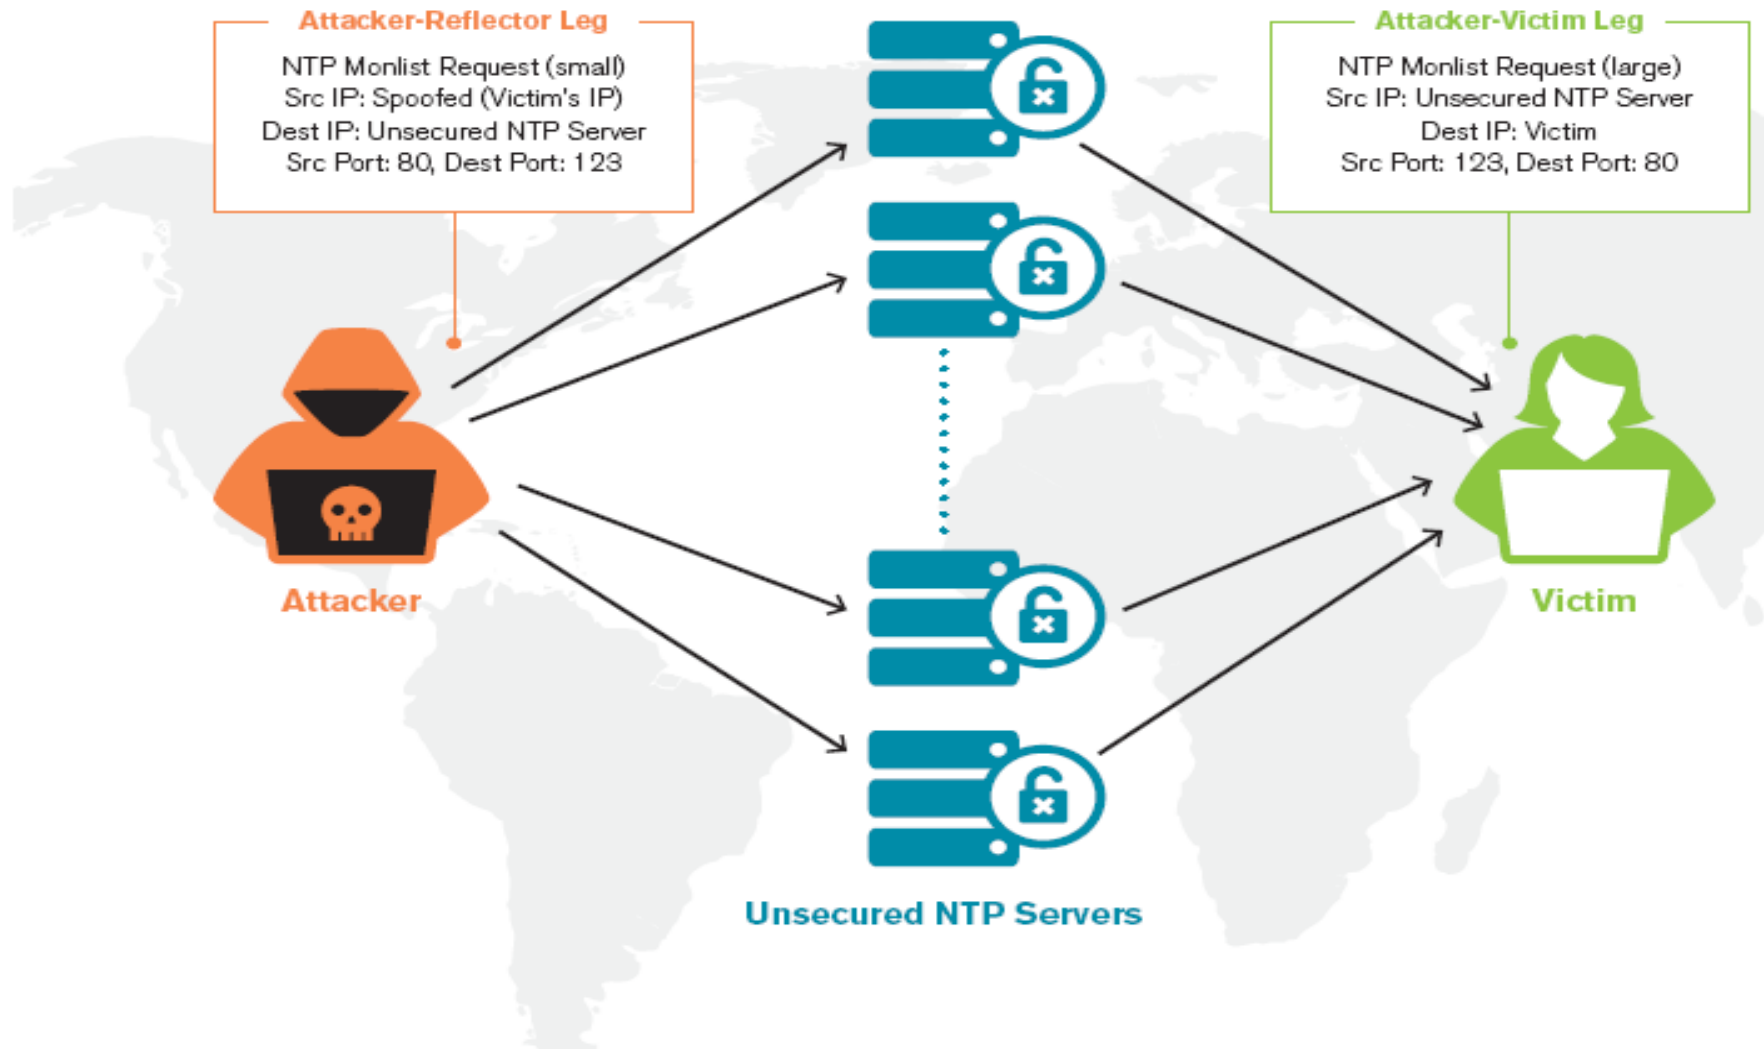 Attacker-Reflector Leg
NTP Monlist Request (small)
Src IP: Spoofed (Victim's IP)
Dest IP: Unsecured NTP Server
Src Port: 80, Dest Port: 123
Attacker-Victim Leg
NTP Monlist Request (large)
Src IP: Unsecured NTP Server
Dest IP: Victim
Src Port: 123, Dest Port: 80
Attacker
Victim
Unsecured NTP Servers